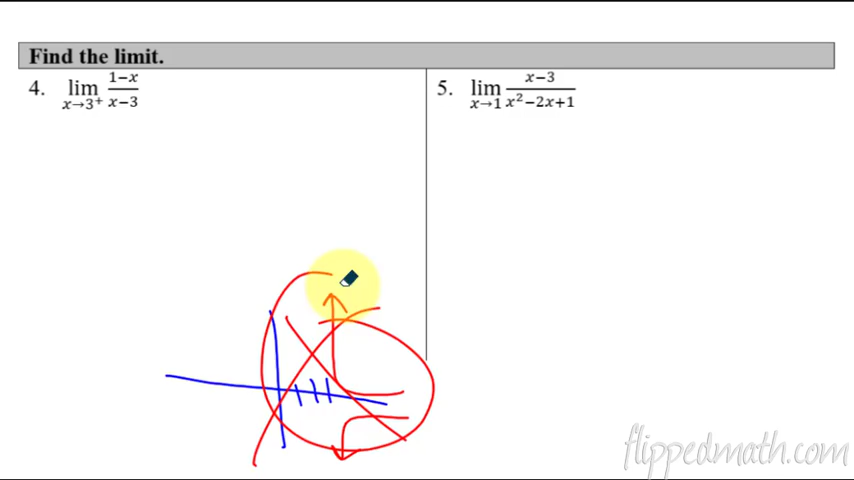 Find the limit.
4. lim x→3⁺ 1−x / x−3
5. lim x→1 x−3 / x²−2x+1
flippedmath.com